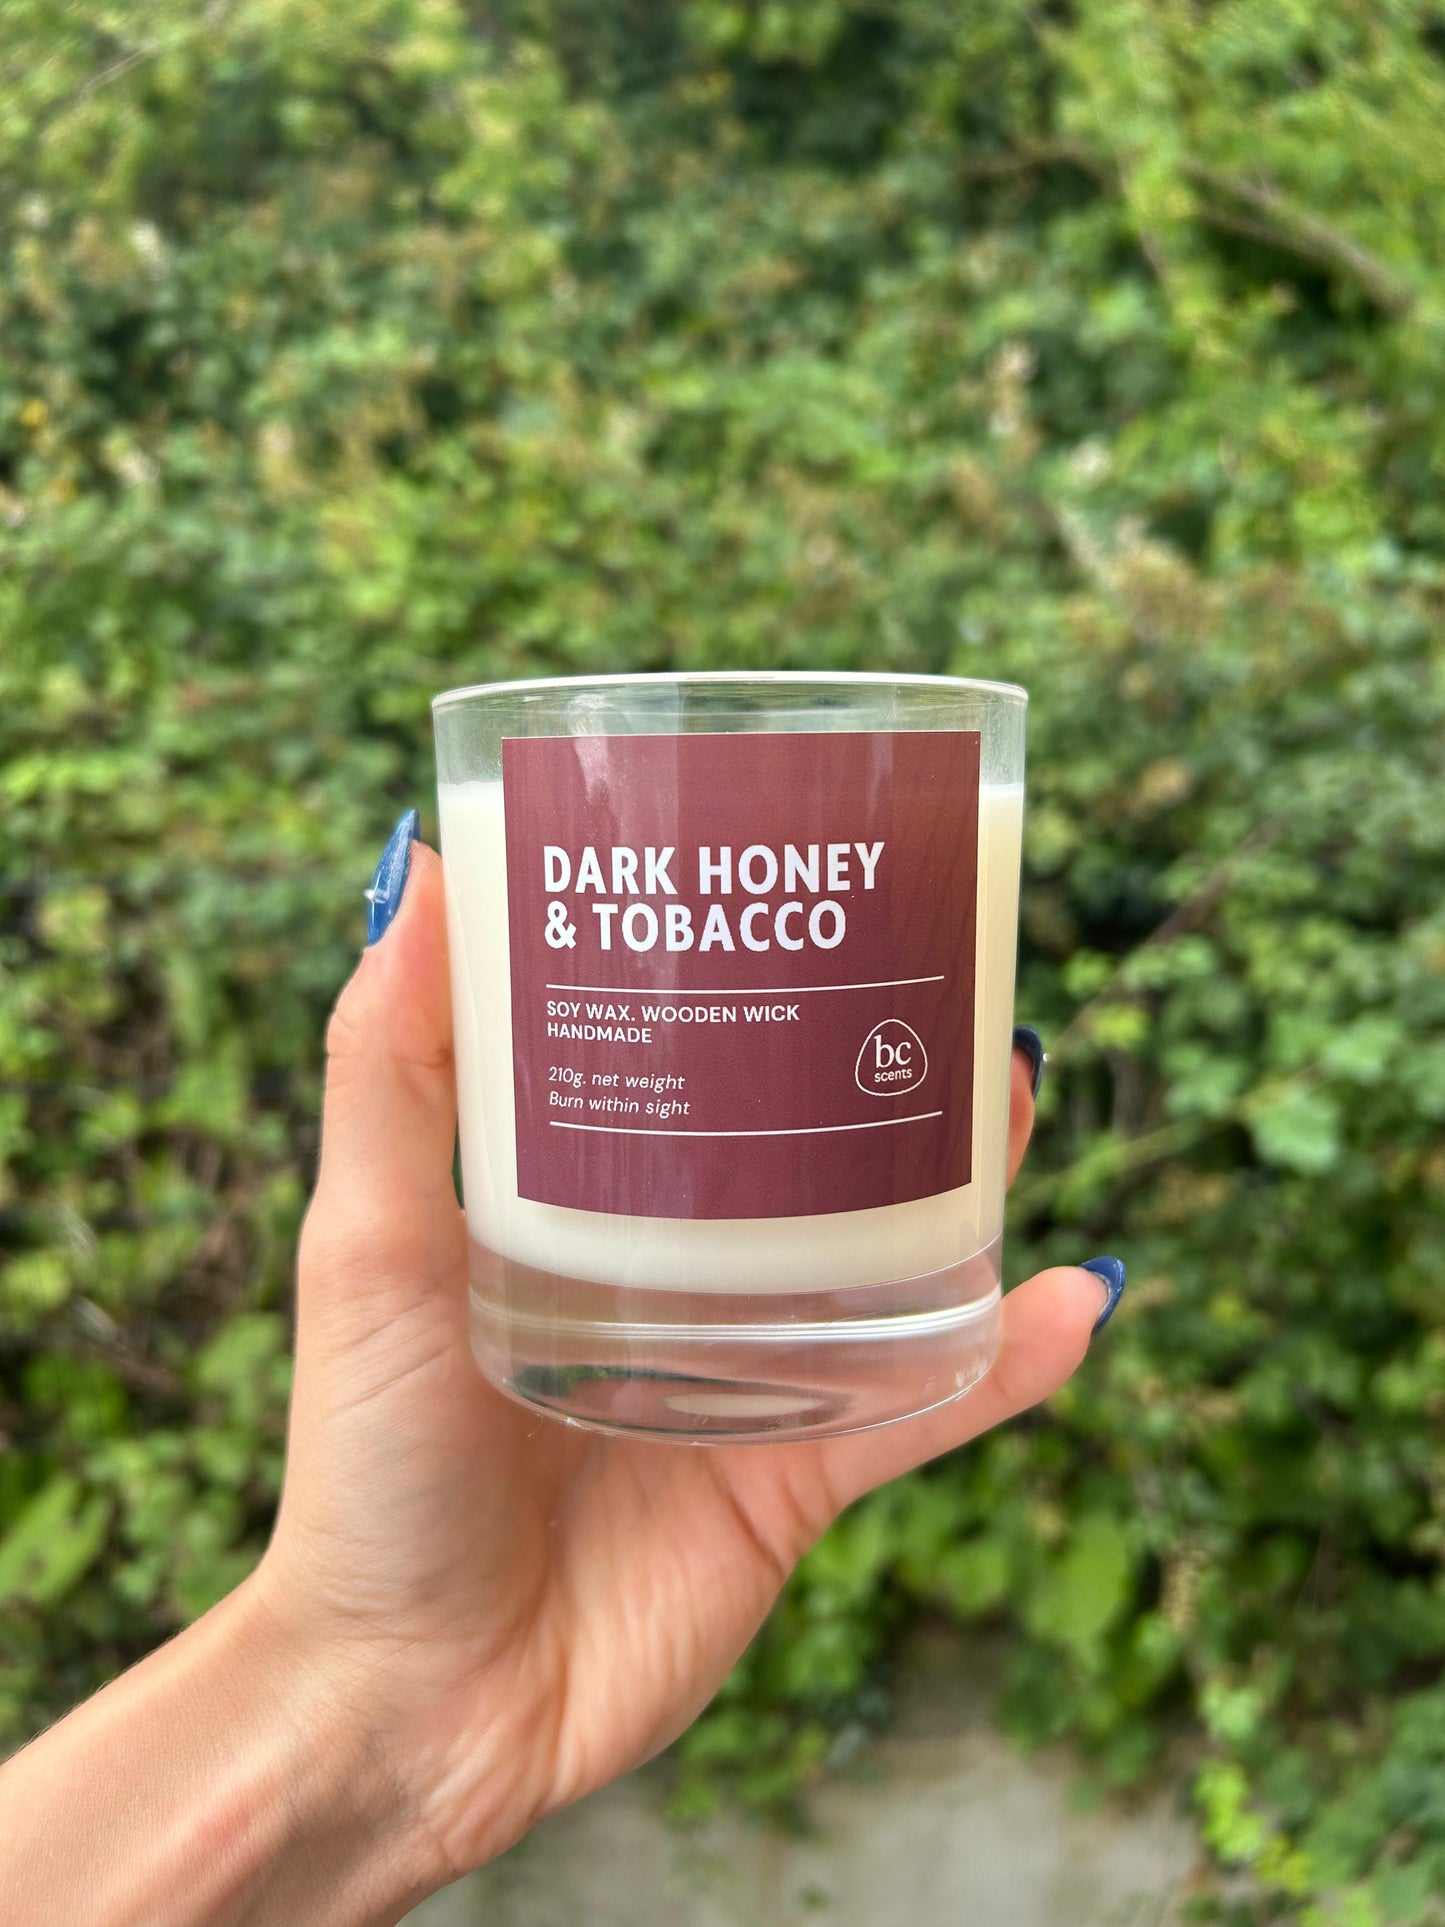 DARK HONEY
& TOBACCO
SOY WAX. WOODEN WICK
HANDMADE
210g. net weight
Burn within sight
bc
scents